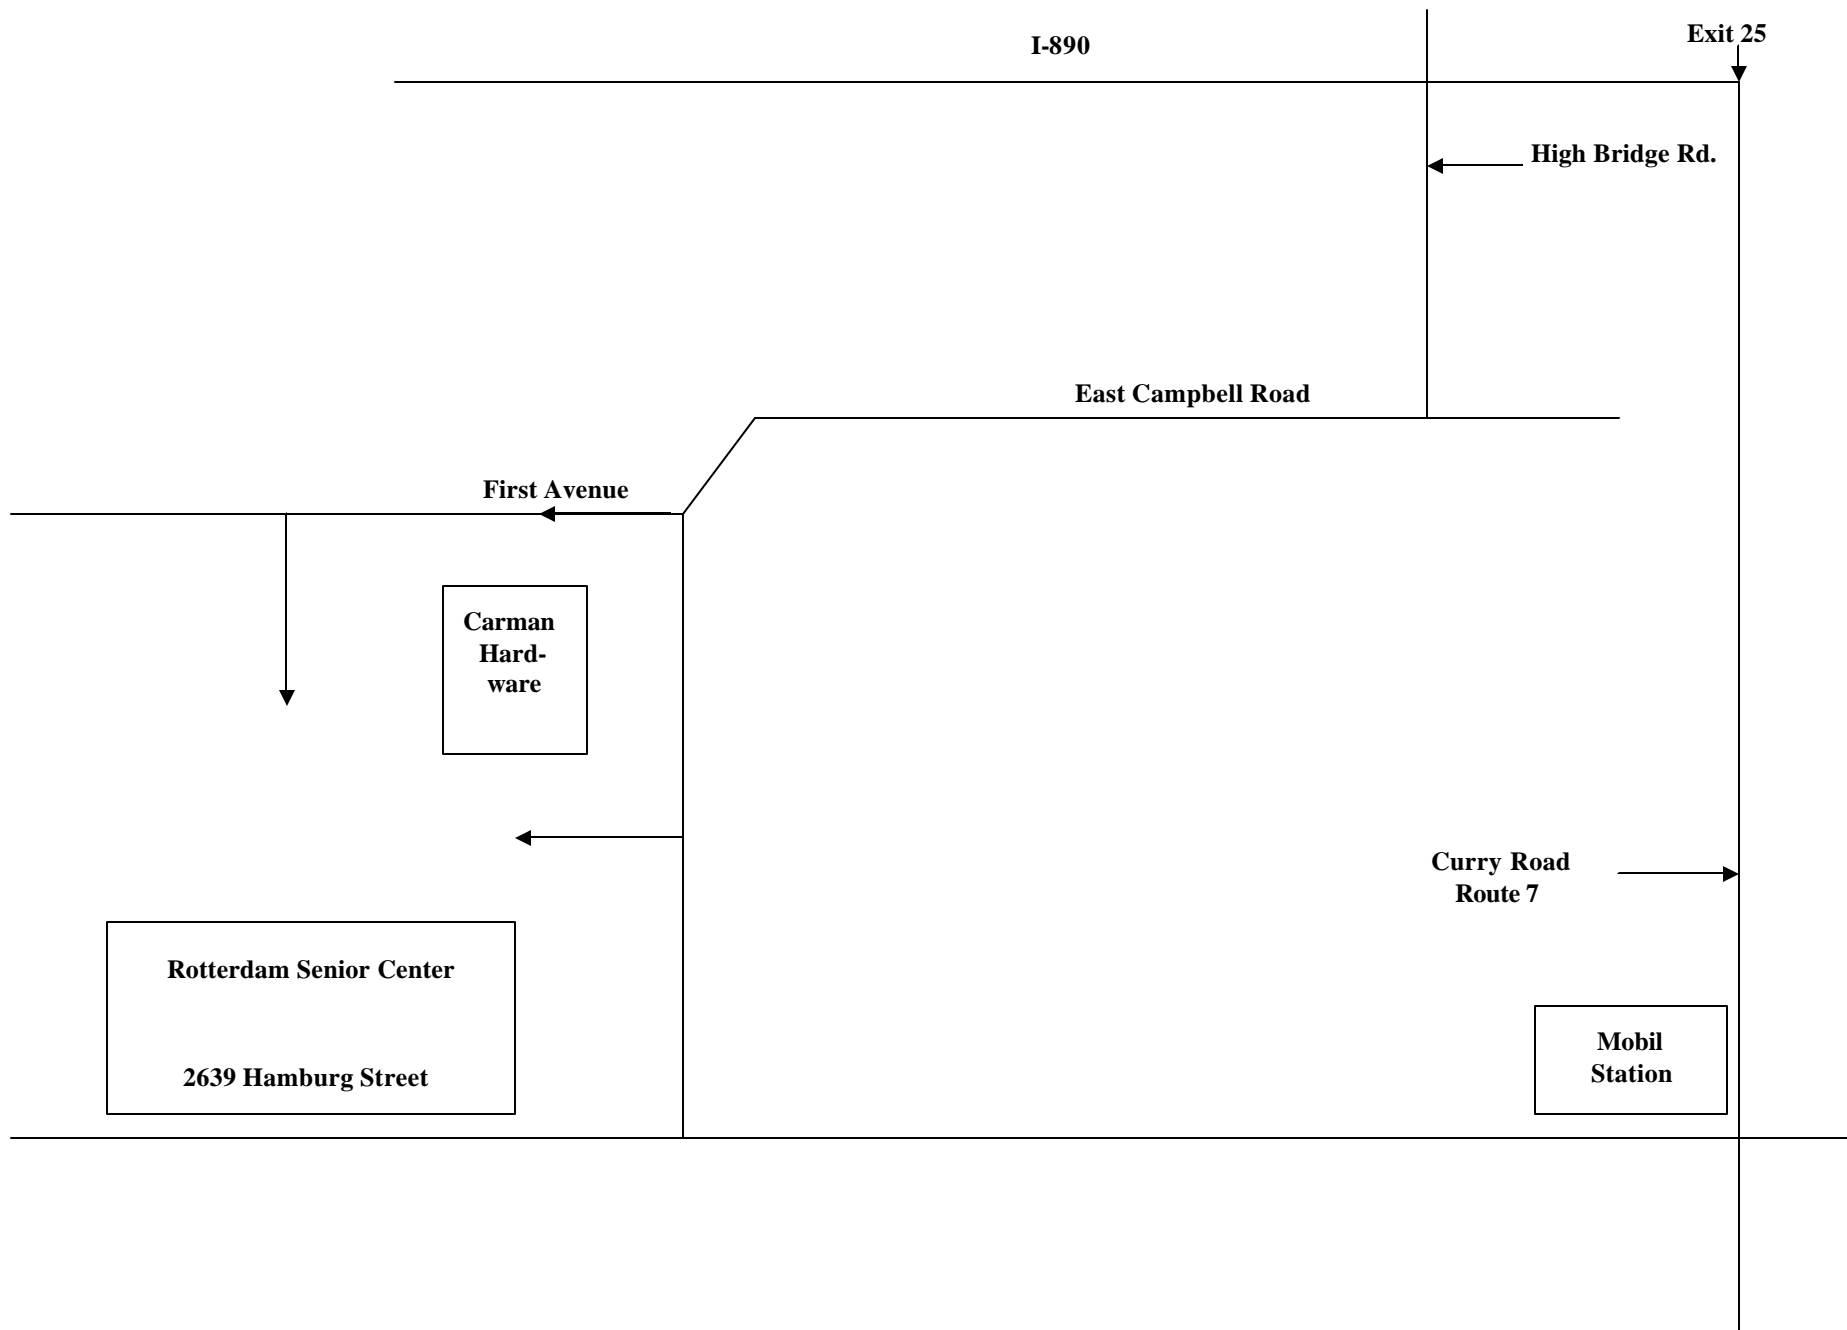 I-890
Exit 25
High Bridge Rd.
East Campbell Road
First Avenue
Carman
Hard-
ware
Curry Road
Route 7
Rotterdam Senior Center
2639 Hamburg Street
Mobil
Station